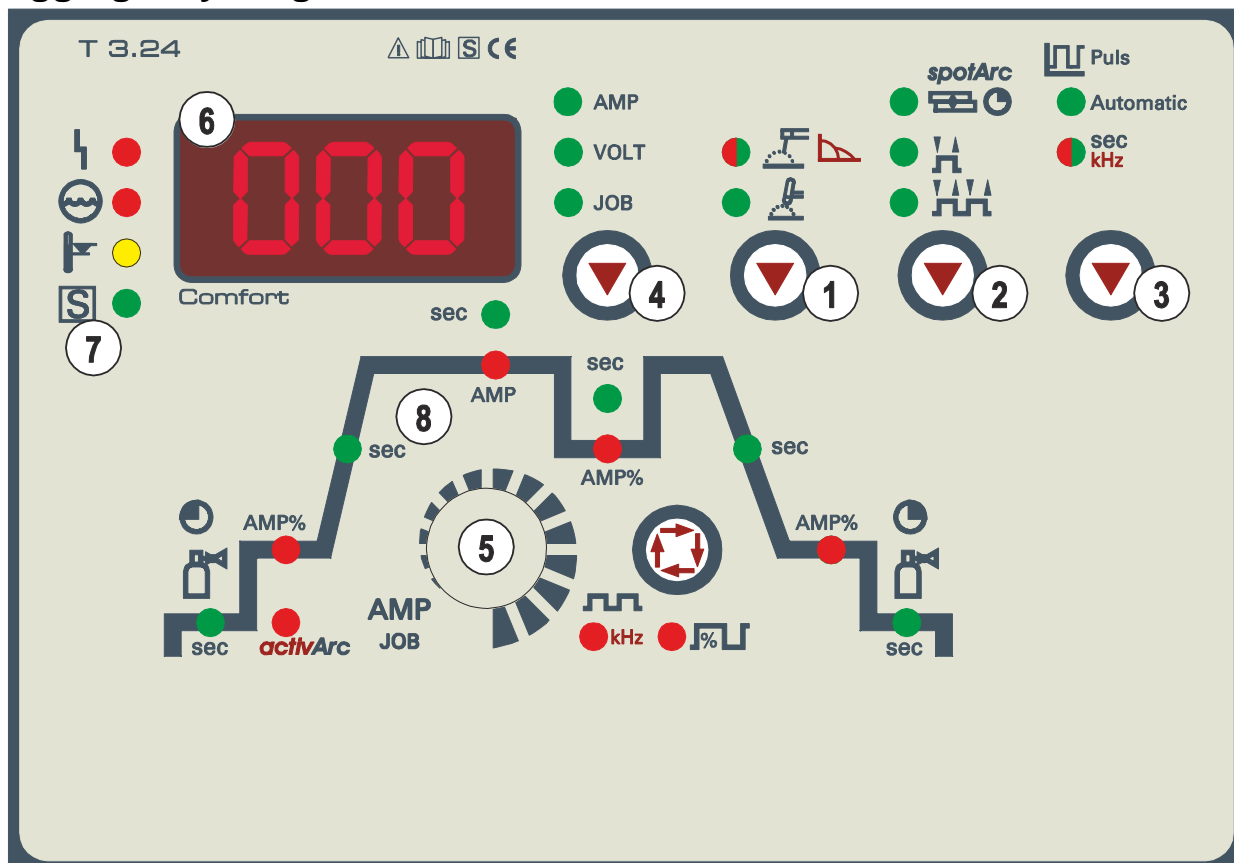 T 3.24
S CE
spotArc
Puls
6
000
AMP
Automatic
VOLT
sec
kHz
JOB
S
Comfort
4
1
2
3
7
sec
sec
AMP
8
sec
AMP%
sec
AMP%
5
AMP%
AMP
JOB
kHz
%
sec
activArc
sec